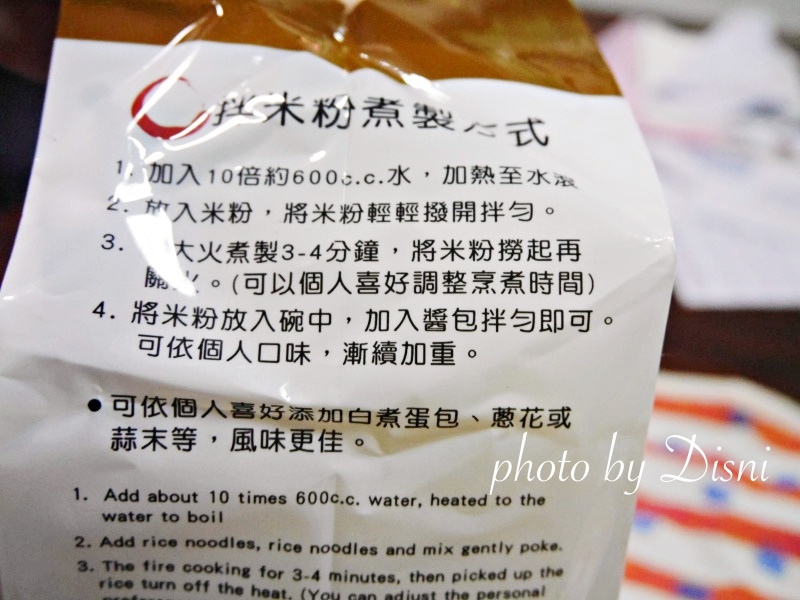 拌米粉煮製方式
1. 加入10倍約600c.c.水，加熱至水滾
2. 放入米粉，將米粉輕輕撥開拌勻。
3. 大火煮製3-4分鐘，將米粉撈起再
關火。(可以個人喜好調整烹煮時間)
4. 將米粉放入碗中，加入醬包拌勻即可。
可依個人口味，漸續加重。
●可依個人喜好添加白煮蛋包、蔥花或
蒜末等，風味更佳。
photo by Disni
1. Add about 10 times 600c.c. water, heated to the
water to boil
2. Add rice noodles, rice noodles and mix gently poke.
3. The fire cooking for 3-4 minutes, then picked up the
rice turn off the heat. (You can adjust the personal